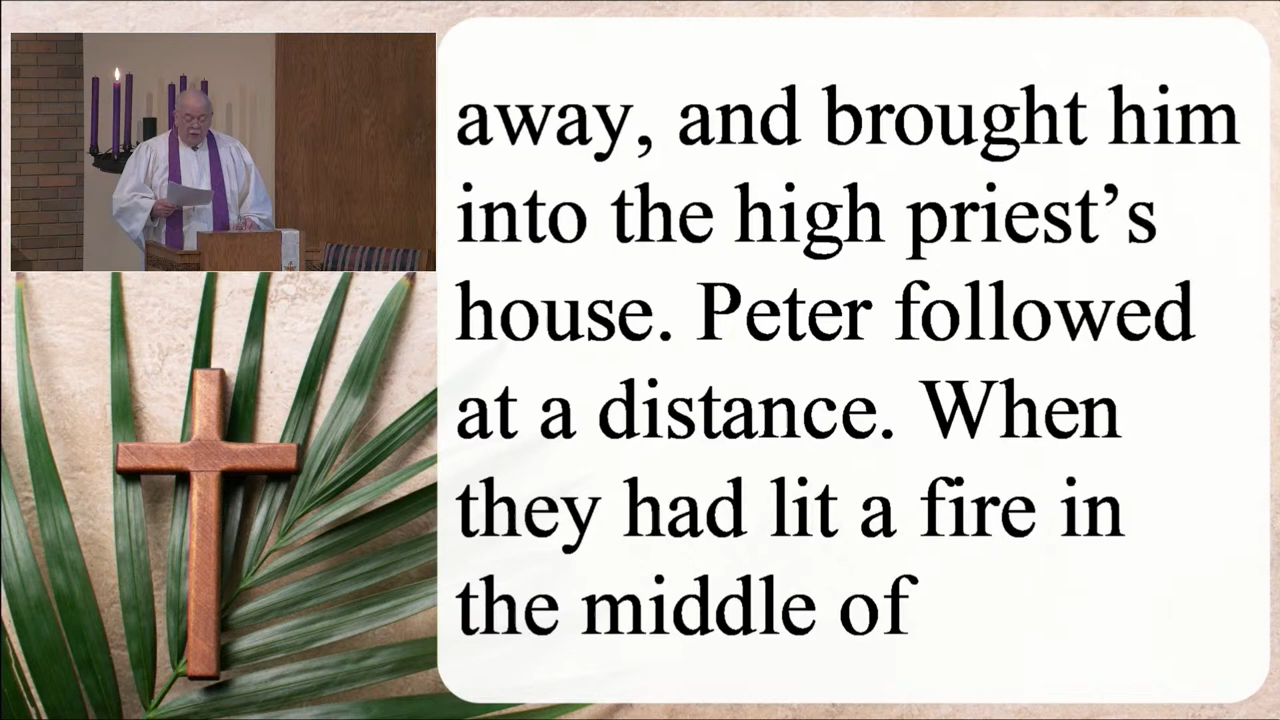 away, and brought him
into the high priest’s
house. Peter followed
at a distance. When
they had lit a fire in
the middle of